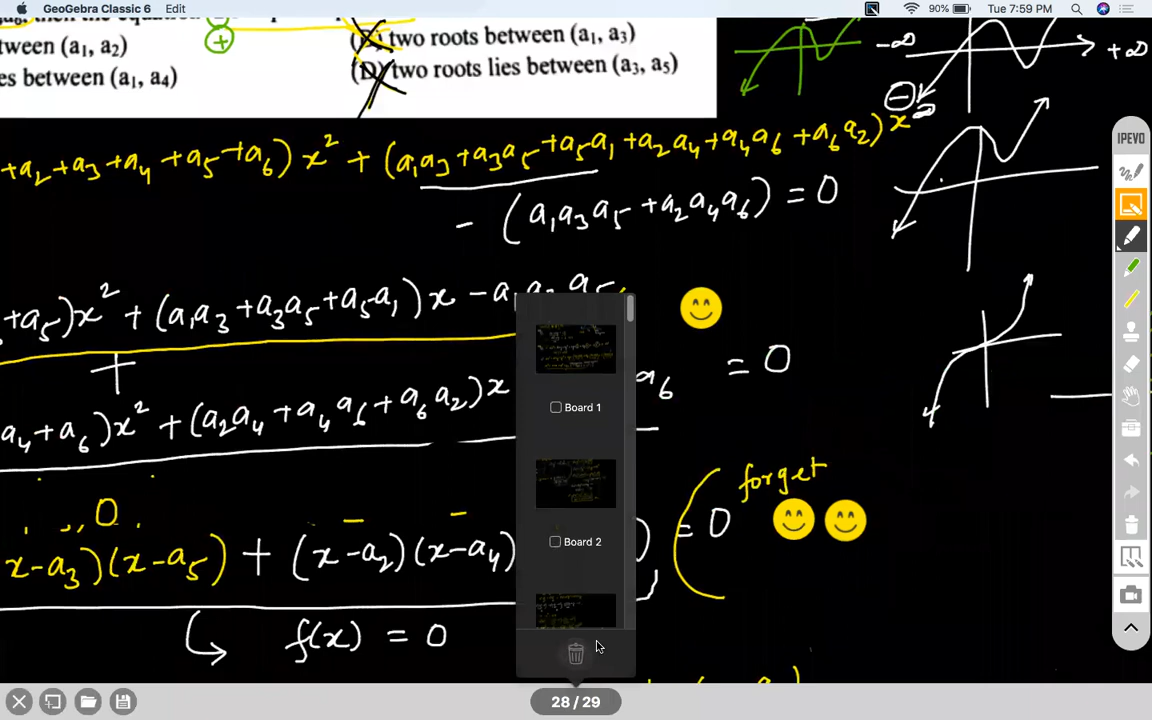 GeoGebra Classic 6 Edit
90% Tue 7:59 PM
tween (a₁, a₂)
two roots between (a₁, a₃)
es between (a₁, a₄)
(D) two roots lies between (a₃, a₅)
+
-∞
+∞
-∞
+a₂+a₃+a₄+a₅+a₆)x² + (a₁a₃+a₃a₅+a₅a₁+a₂a₄+a₄a₆+a₆a₂)x
- (a₁a₃a₅+a₂a₄a₆) = 0
+a₅)x² + (a₁a₃+a₃a₅+a₅a₁)x - a₁a₃a₅
+
= 0
a₄+a₆)x² + (a₂a₄+a₄a₆+a₆a₂)x
a₆
forget
0
x-a₃)(x-a₅) + (x-a₂)(x-a₄)
= 0
f(x) = 0
Board 1
Board 2
28 / 29
IPEVO